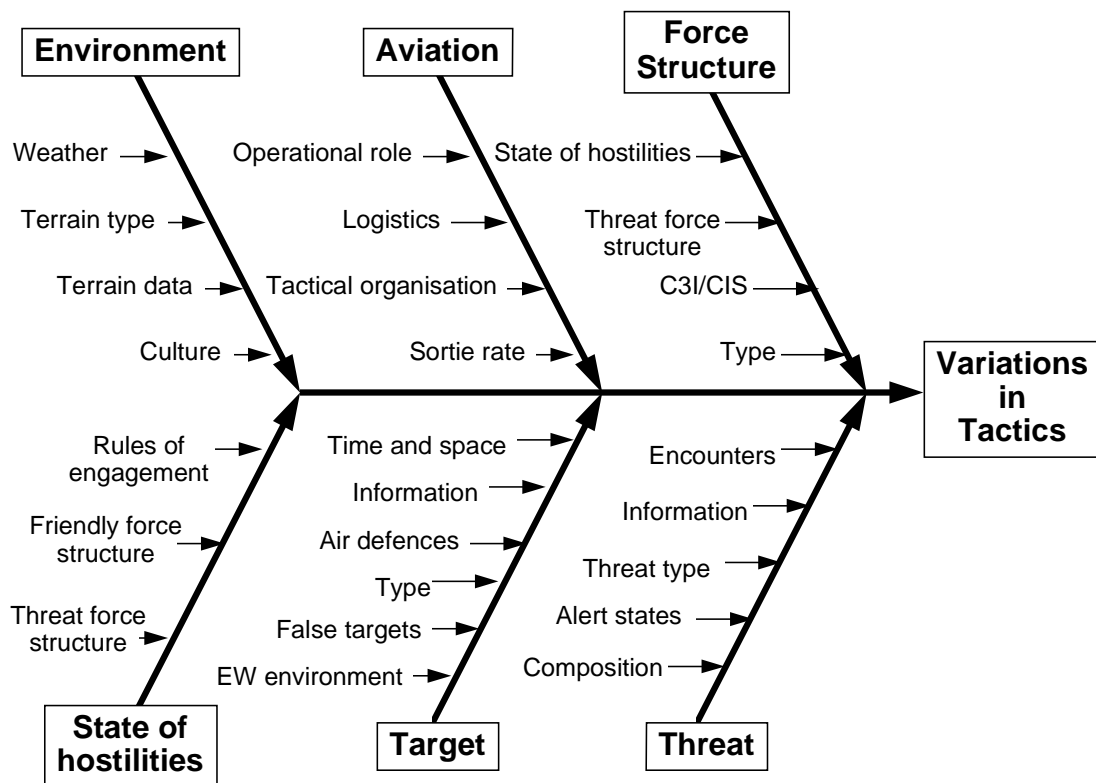 Environment
Aviation
Force
Structure
Weather
Terrain type
Terrain data
Culture
Operational role
Logistics
Tactical organisation
Sortie rate
State of hostilities
Threat force
structure
C3I/CIS
Type
Variations
in
Tactics
Rules of
engagement
Friendly force
structure
Threat force
structure
State of
hostilities
Time and space
Information
Air defences
Type
False targets
EW environment
Target
Encounters
Information
Threat type
Alert states
Composition
Threat